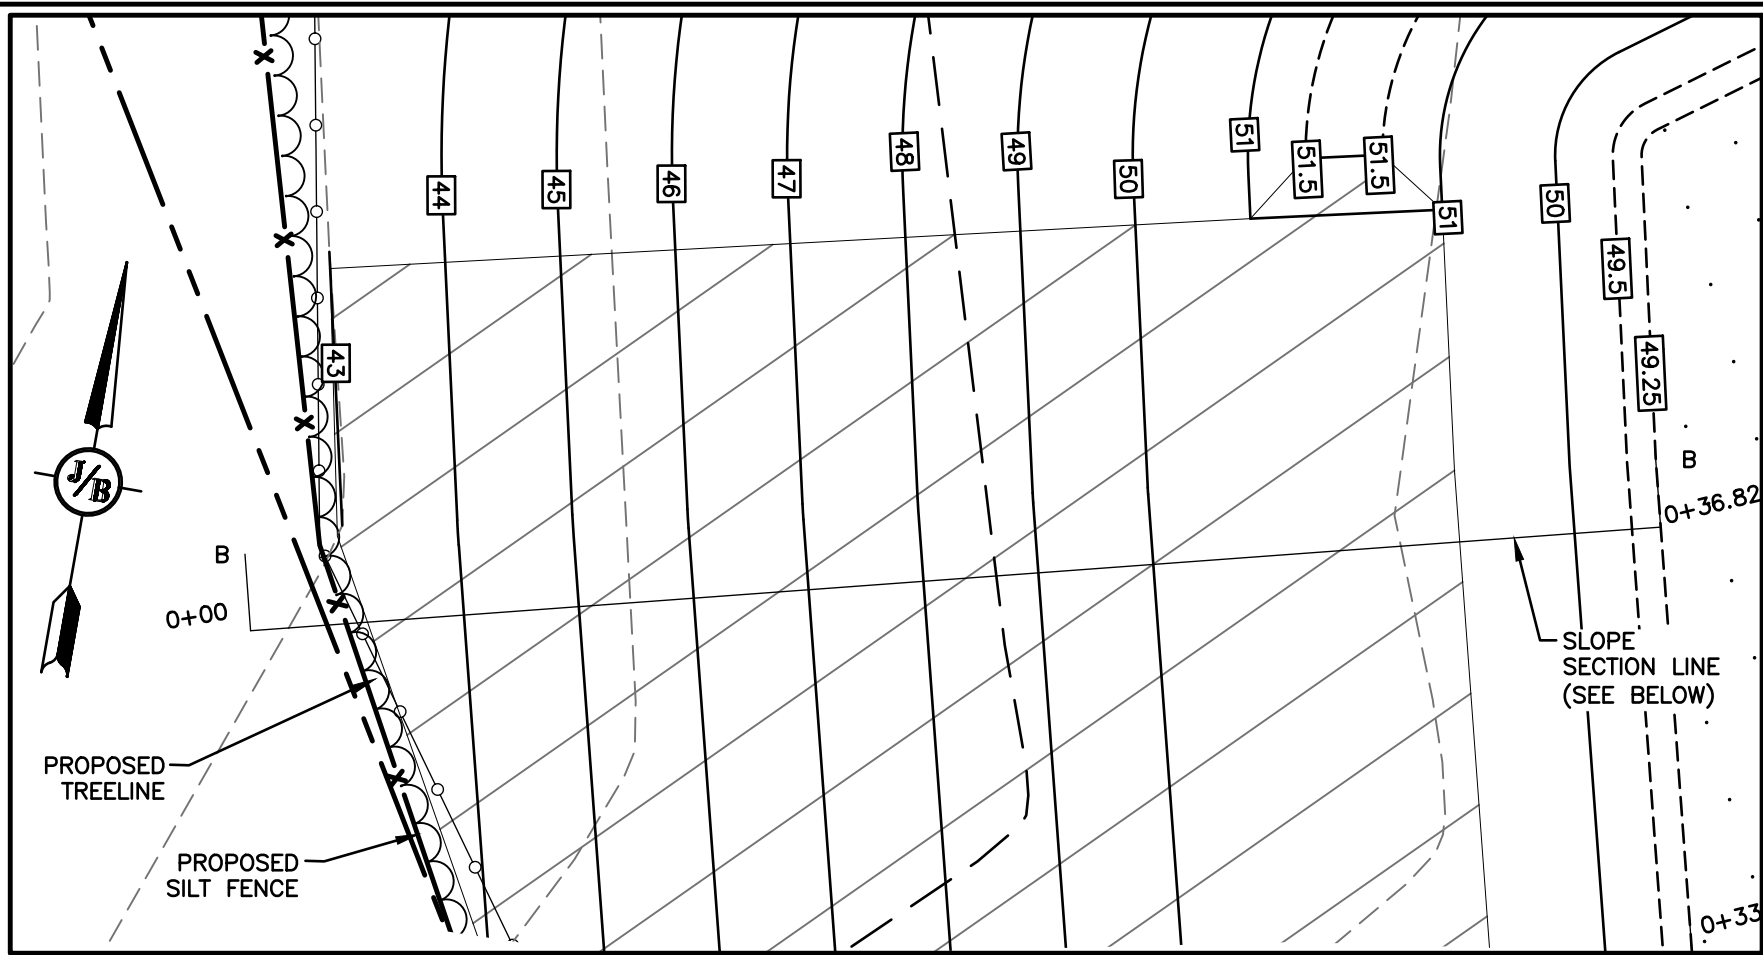 44
45
46
47
48
49
50
51
51.5
51.5
51
50
49.5
49.25
43
J/B
B
0+36.82
B
0+00
SLOPE
SECTION LINE
(SEE BELOW)
PROPOSED
TREELINE
PROPOSED
SILT FENCE
0+33